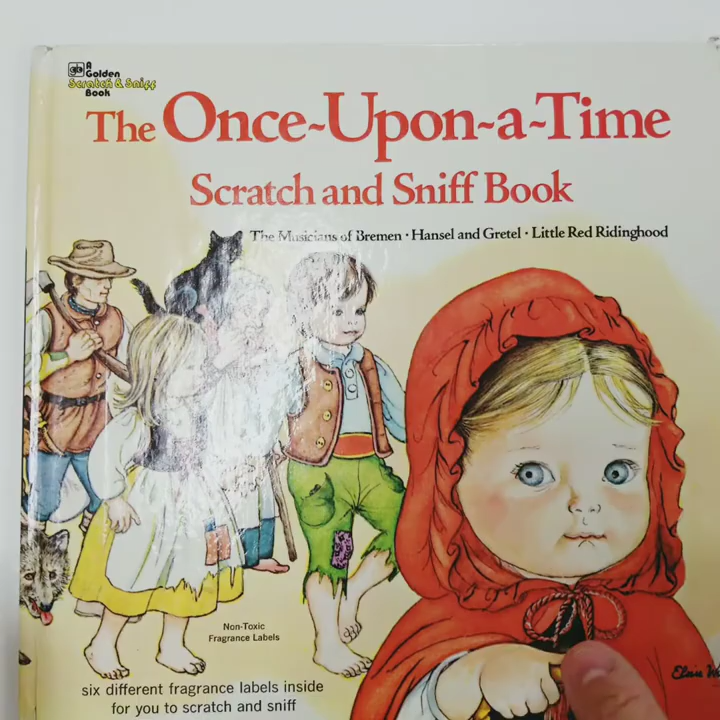 A
Golden
Scratch & Sniff
Book
The Once-Upon-a-Time
Scratch and Sniff Book
The Musicians of Bremen · Hansel and Gretel · Little Red Ridinghood
Non-Toxic
Fragrance Labels
six different fragrance labels inside
for you to scratch and sniff